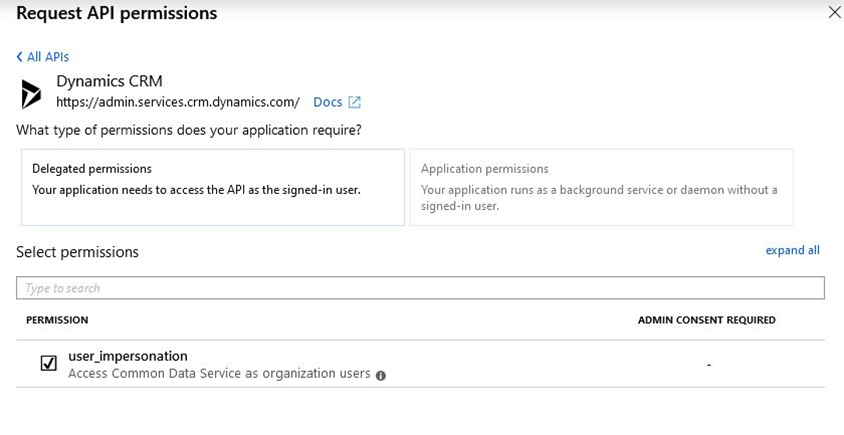 Request API permissions
All APIs
Dynamics CRM
https://admin.services.crm.dynamics.com/ Docs
What type of permissions does your application require?
Delegated permissions
Your application needs to access the API as the signed-in user.
Application permissions
Your application runs as a background service or daemon without a
signed-in user.
Select permissions expand all
Type to search
PERMISSION ADMIN CONSENT REQUIRED
user_impersonation
Access Common Data Service as organization users
-